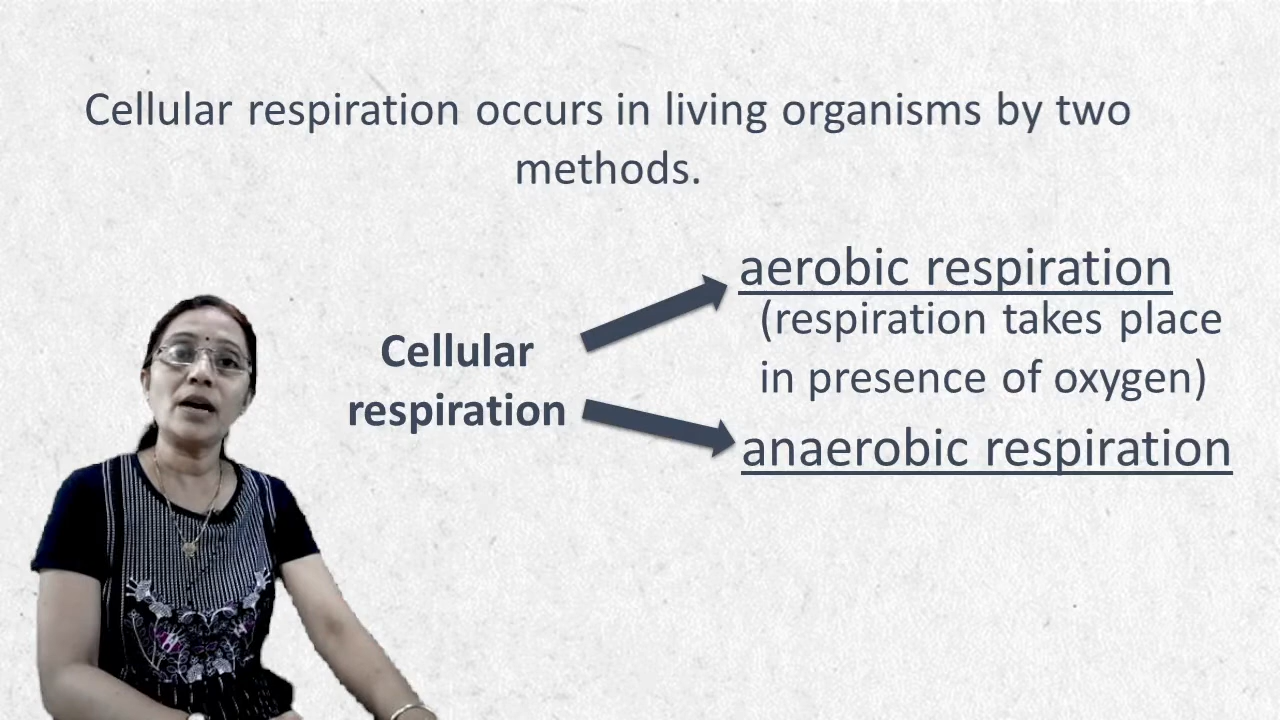 Cellular respiration occurs in living organisms by two
methods.
aerobic respiration
(respiration takes place
in presence of oxygen)
Cellular
respiration
anaerobic respiration